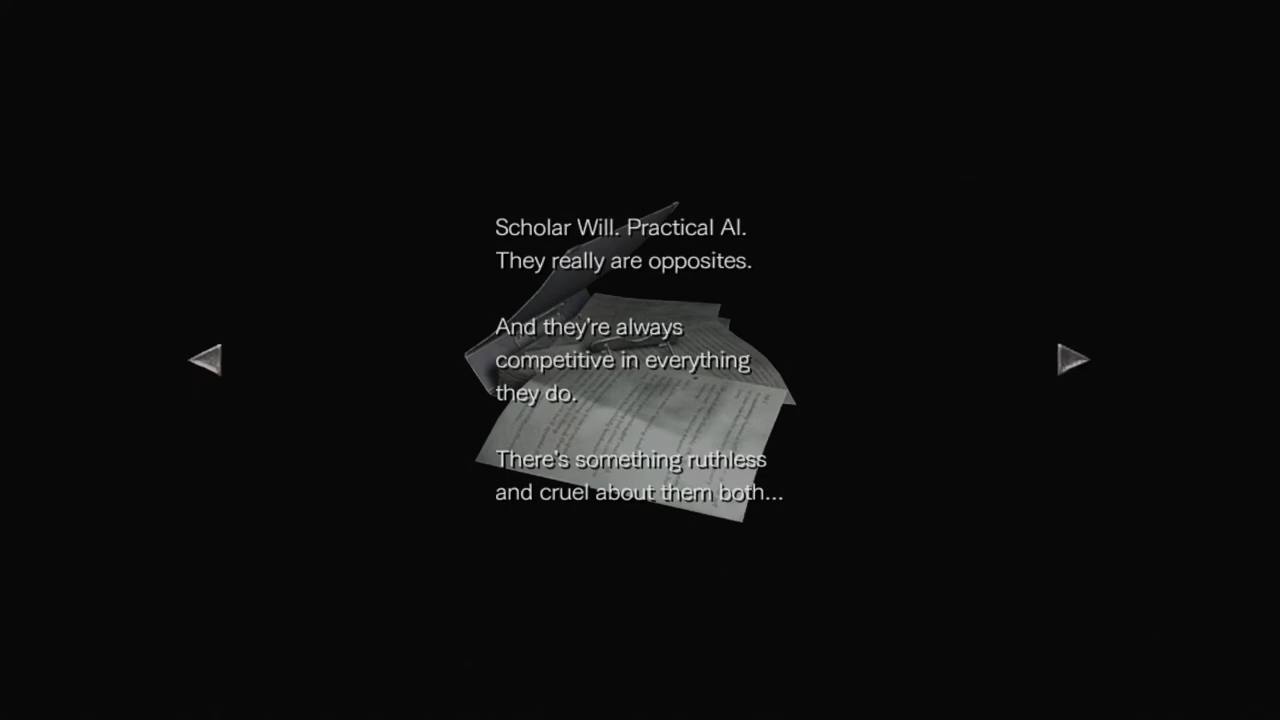 Scholar Will. Practical Al.
They really are opposites.
And they're always
competitive in everything
they do.
There's something ruthless
and cruel about them both...